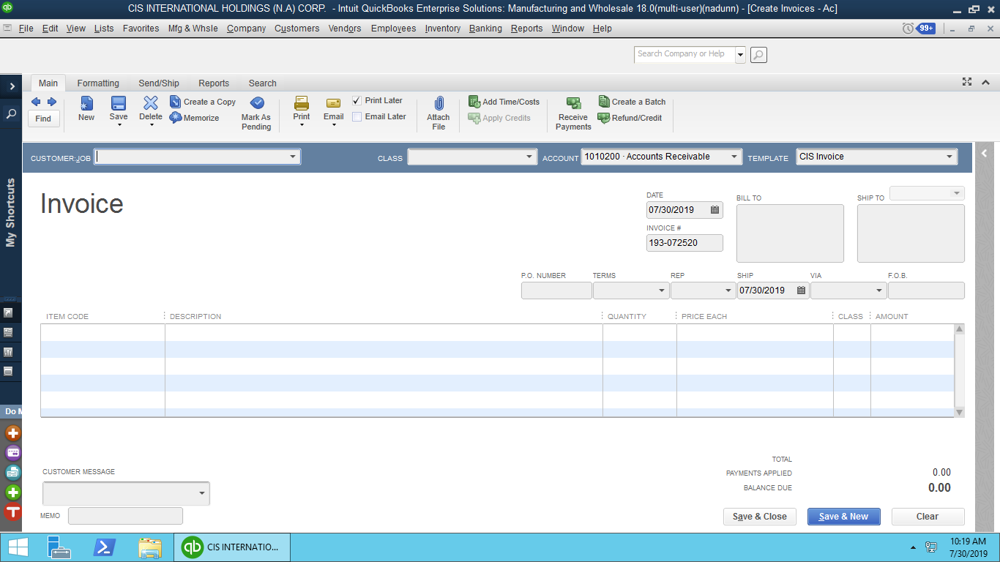 CIS INTERNATIONAL HOLDINGS (N.A) CORP. - Intuit QuickBooks Enterprise Solutions: Manufacturing and Wholesale 18.0(multi-user)(nadunn) - [Create Invoices - Ac]
File Edit View Lists Favorites Mfg & Whsle Company Customers Vendors Employees Inventory Banking Reports Window Help 99+
Search Company or Help
Main Formatting Send/Ship Reports Search
Find New Save Delete Create a Copy Memorize Mark As Pending Print Email Print Later Email Later Attach File Add Time/Costs Apply Credits Receive Payments Create a Batch Refund/Credit
CUSTOMER:JOB CLASS ACCOUNT 1010200 · Accounts Receivable TEMPLATE CIS Invoice
My Shortcuts
Invoice
DATE BILL TO SHIP TO
07/30/2019
INVOICE #
193-072520
P.O. NUMBER TERMS REP SHIP VIA F.O.B.
07/30/2019
ITEM CODE DESCRIPTION QUANTITY PRICE EACH CLASS AMOUNT
Do M
TOTAL
CUSTOMER MESSAGE PAYMENTS APPLIED 0.00
BALANCE DUE 0.00
MEMO Save & Close Save & New Clear
qb CIS INTERNATIO... 10:19 AM
7/30/2019